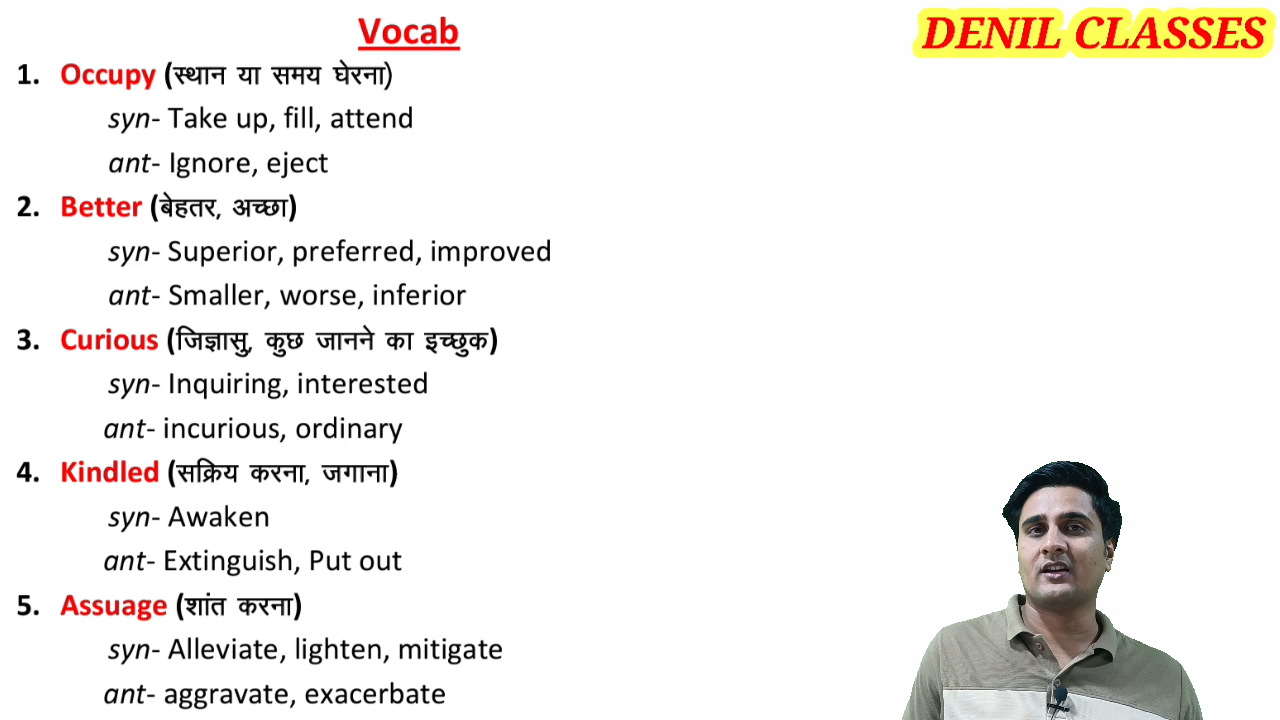 Vocab
DENIL CLASSES
1. Occupy (स्थान या समय घेरना)
syn- Take up, fill, attend
ant- Ignore, eject
2. Better (बेहतर, अच्छा)
syn- Superior, preferred, improved
ant- Smaller, worse, inferior
3. Curious (जिज्ञासु, कुछ जानने का इच्छुक)
syn- Inquiring, interested
ant- incurious, ordinary
4. Kindled (सक्रिय करना, जगाना)
syn- Awaken
ant- Extinguish, Put out
5. Assuage (शांत करना)
syn- Alleviate, lighten, mitigate
ant- aggravate, exacerbate